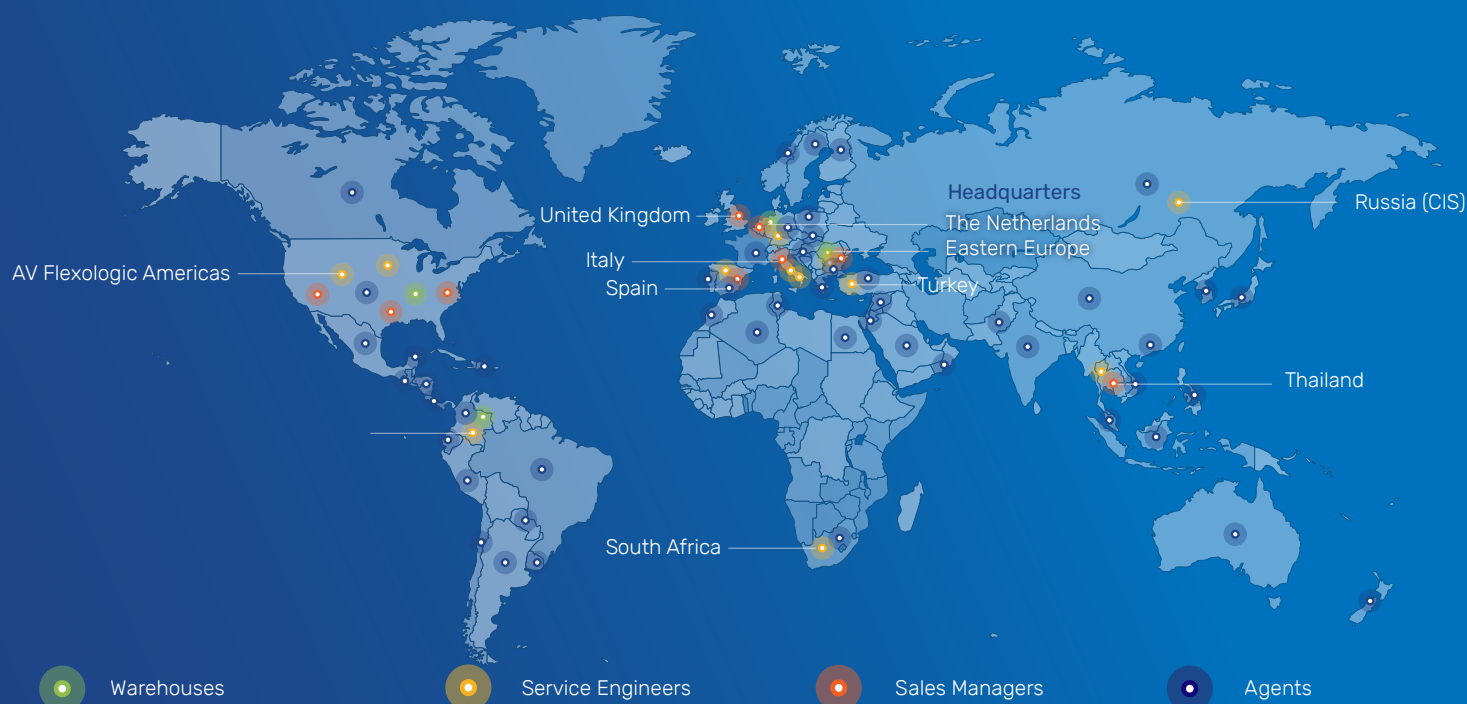 Headquarters
United Kingdom
The Netherlands
Russia (CIS)
Eastern Europe
Italy
AV Flexologic Americas
Spain
Turkey
Thailand
South Africa
Warehouses
Service Engineers
Sales Managers
Agents